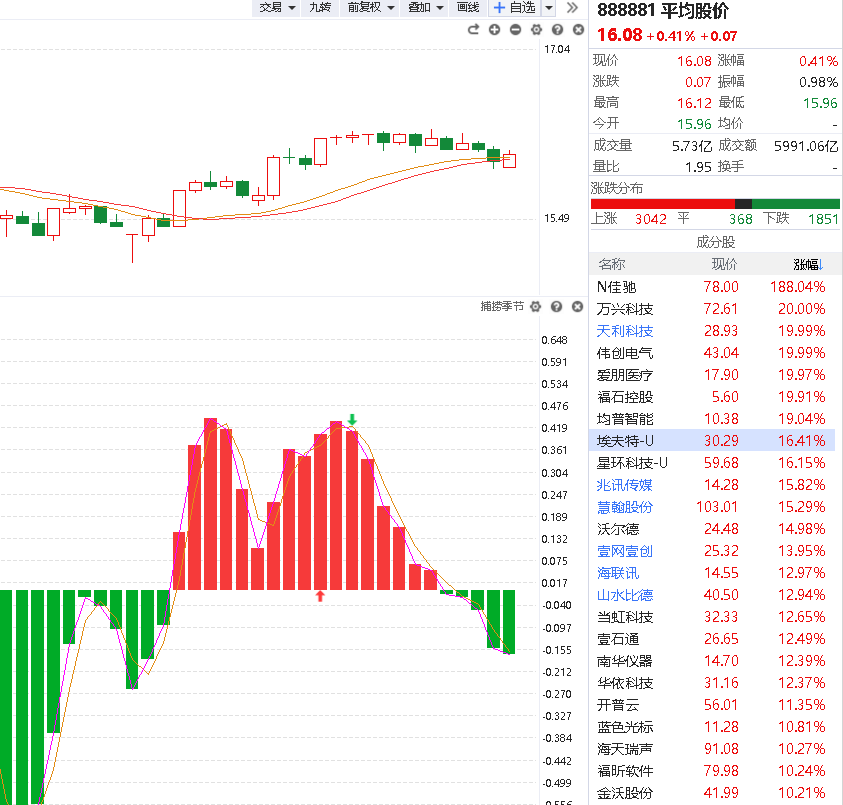 交易 九转 前复权 叠加 画线 + 自选
888881 平均股价
16.08 +0.41% +0.07
现价 16.08 涨幅 0.41%
涨跌 0.07 振幅 0.98%
最高 16.12 最低 15.96
今开 15.96 均价 -
成交量 5.73亿 成交额 5991.06亿
量比 1.95 换手 -
涨跌分布
上涨 3042 平 368 下跌 1851
成分股
名称 现价 涨幅↓
N佳驰 78.00 188.04%
万兴科技 72.61 20.00%
天利科技 28.93 19.99%
伟创电气 43.04 19.99%
爱朋医疗 17.90 19.97%
福石控股 5.60 19.91%
均普智能 10.38 19.04%
埃夫特-U 30.29 16.41%
星环科技-U 59.68 16.15%
兆讯传媒 14.28 15.82%
慧翰股份 103.01 15.29%
沃尔德 24.48 14.98%
壹网壹创 25.32 13.95%
海联讯 14.55 12.97%
山水比德 40.50 12.94%
当虹科技 32.33 12.65%
壹石通 26.65 12.49%
南华仪器 14.70 12.39%
华依科技 31.16 12.37%
开普云 56.01 11.35%
蓝色光标 11.28 10.81%
海天瑞声 91.08 10.27%
福昕软件 79.98 10.24%
金沃股份 41.99 10.21%
17.04
15.49
捕捞季节
0.648
0.591
0.534
0.476
0.419
0.361
0.304
0.247
0.189
0.132
0.075
0.017
-0.040
-0.097
-0.155
-0.212
-0.270
-0.327
-0.384
-0.442
-0.499
-0.556